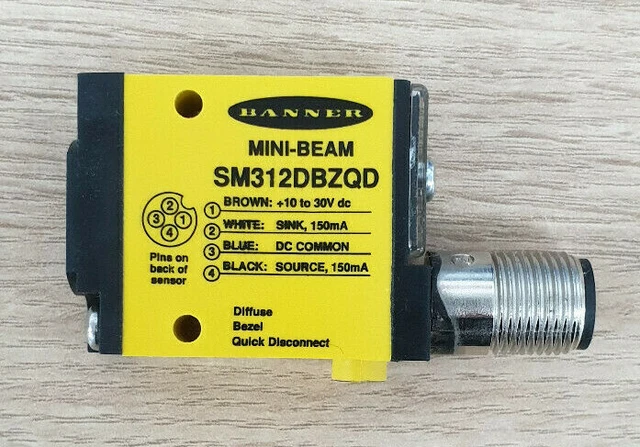 BANNER
MINI-BEAM
SM312DBZQD
1 BROWN: +10 to 30V dc
2 WHITE: SINK, 150mA
3 BLUE: DC COMMON
4 BLACK: SOURCE, 150mA
2
3 1
4
Pins on
back of
sensor
Diffuse
Bezel
Quick Disconnect